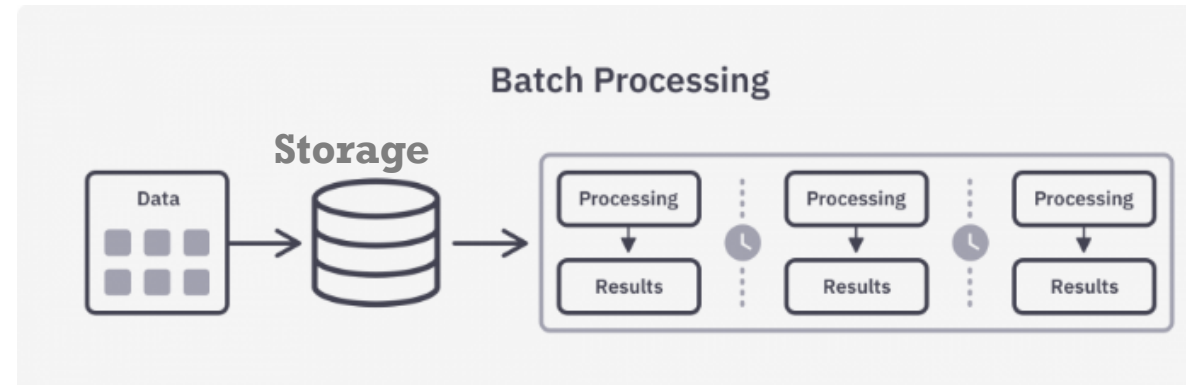 Batch Processing
Storage
Data
Processing
Processing
Processing
Results
Results
Results